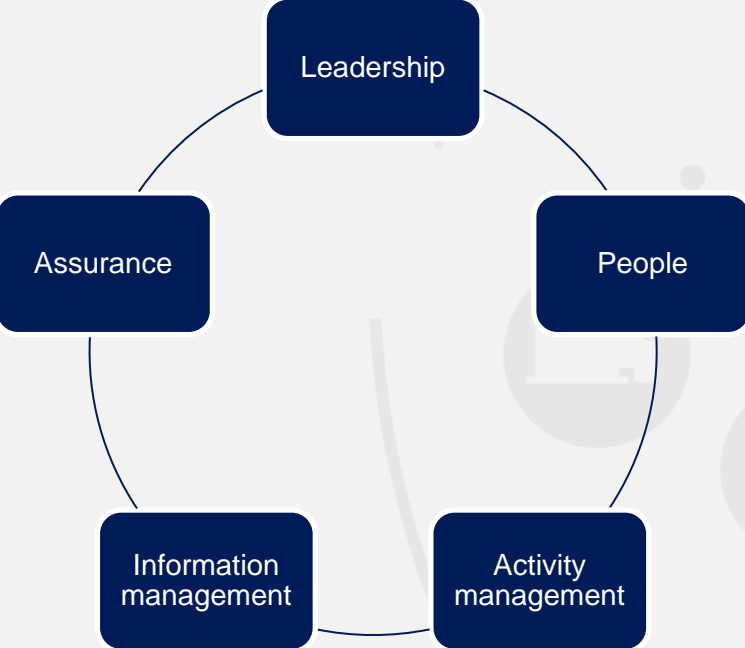 Leadership
Assurance
People
Information
management
Activity
management